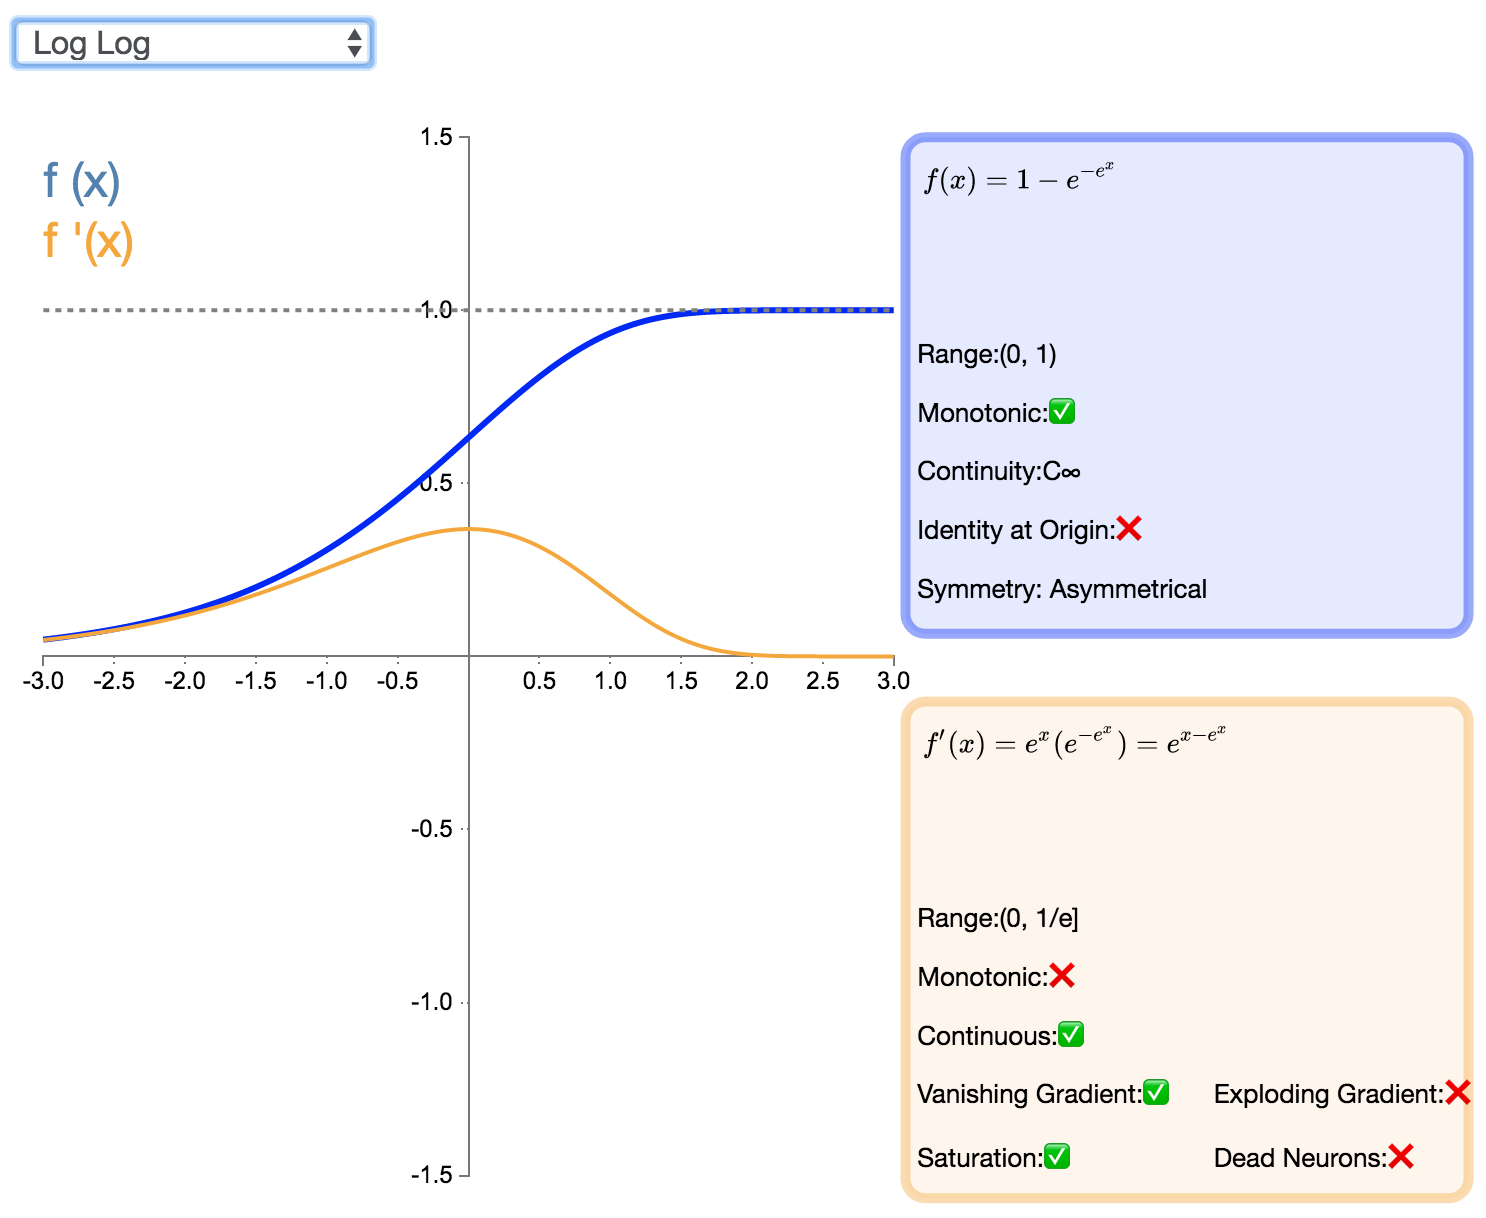 Log Log
f (x)
f '(x)
1.5
1.0
0.5
-3.0 -2.5 -2.0 -1.5 -1.0 -0.5 0.5 1.0 1.5 2.0 2.5 3.0
-0.5
-1.0
-1.5
f(x) = 1 − e^{−e^x}
Range:(0, 1)
Monotonic:✅
Continuity:C∞
Identity at Origin:❌
Symmetry: Asymmetrical
f′(x) = e^x(e^{−e^x}) = e^{x−e^x}
Range:(0, 1/e]
Monotonic:❌
Continuous:✅
Vanishing Gradient:✅ Exploding Gradient:❌
Saturation:✅ Dead Neurons:❌